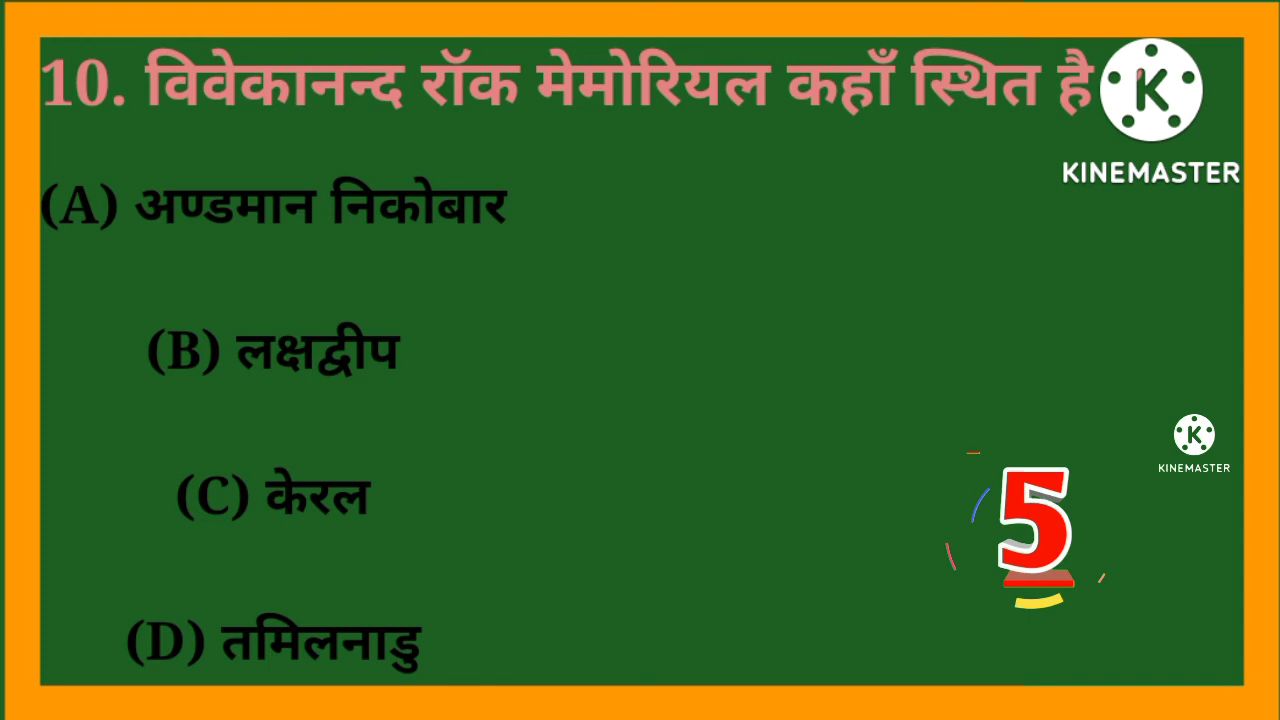 10. विवेकानन्द रॉक मेमोरियल कहाँ स्थित है
K
KINEMASTER
(A) अण्डमान निकोबार
(B) लक्षद्वीप
K
KINEMASTER
(C) केरल
5
(D) तमिलनाडु